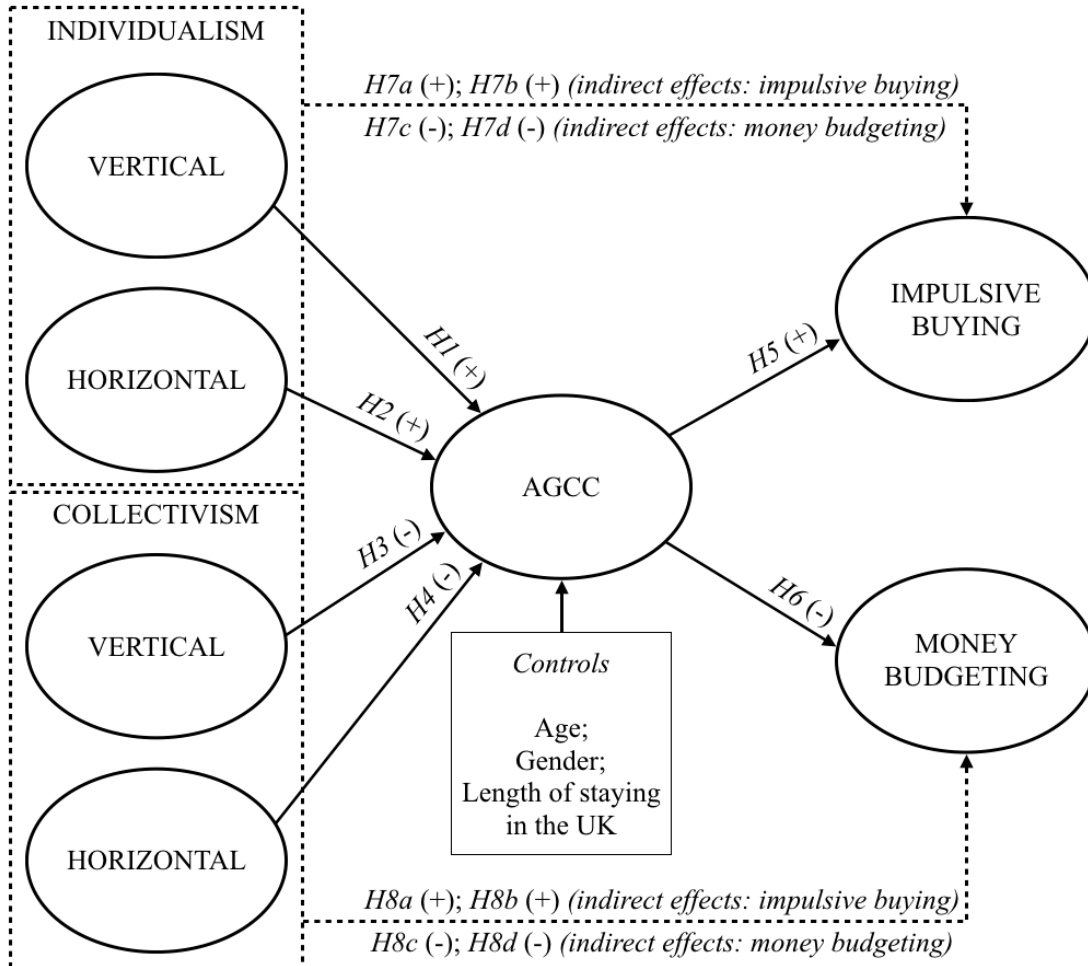 INDIVIDUALISM
VERTICAL
HORIZONTAL
COLLECTIVISM
VERTICAL
HORIZONTAL
H7a (+); H7b (+) (indirect effects: impulsive buying)
H7c (-); H7d (-) (indirect effects: money budgeting)
H1 (+)
H2 (+)
H3 (-)
H4 (-)
AGCC
H5 (+)
H6 (-)
IMPULSIVE
BUYING
MONEY
BUDGETING
Controls
Age;
Gender;
Length of staying
in the UK
H8a (+); H8b (+) (indirect effects: impulsive buying)
H8c (-); H8d (-) (indirect effects: money budgeting)